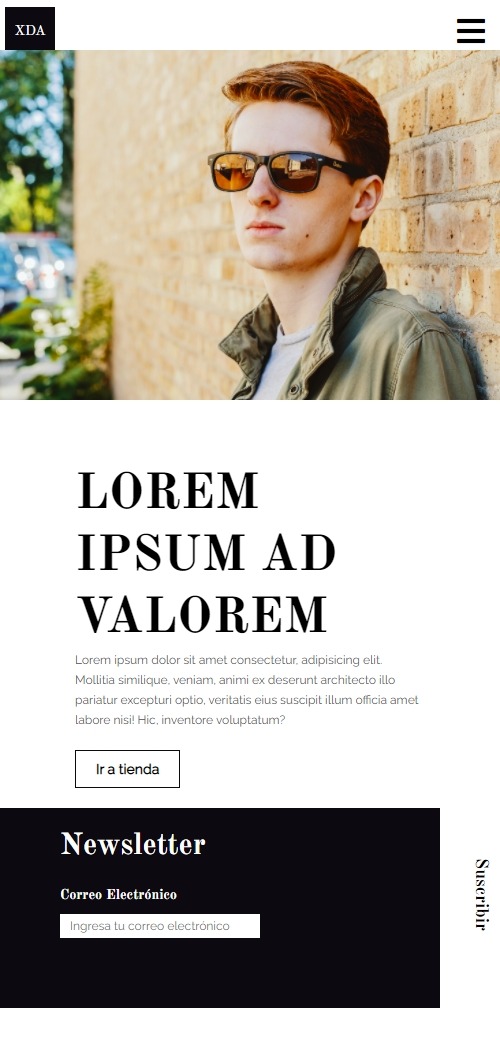 XDA
LOREM
IPSUM AD
VALOREM
Lorem ipsum dolor sit amet consectetur, adipisicing elit.
Mollitia similique, veniam, animi ex deserunt architecto illo
pariatur excepturi optio, veritatis eius suscipit illum officia amet
labore nisi! Hic, inventore voluptatum?
Ir a tienda
Newsletter
Correo Electrónico
Ingresa tu correo electrónico
Suscribir